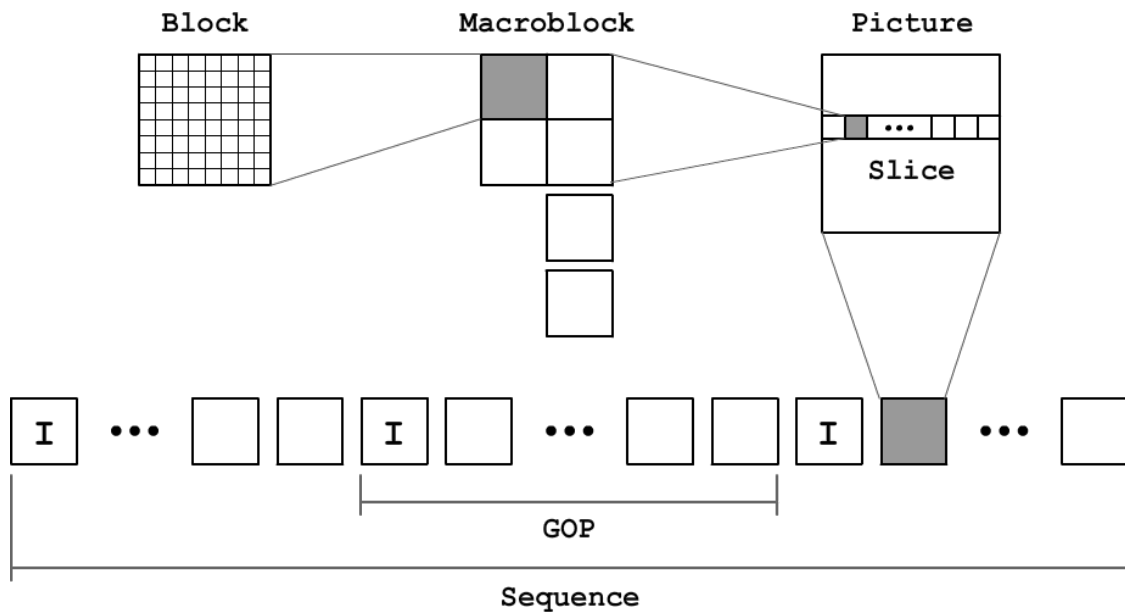 Block
Macroblock
Picture
•••
Slice
I ••• I ••• I •••
GOP
Sequence